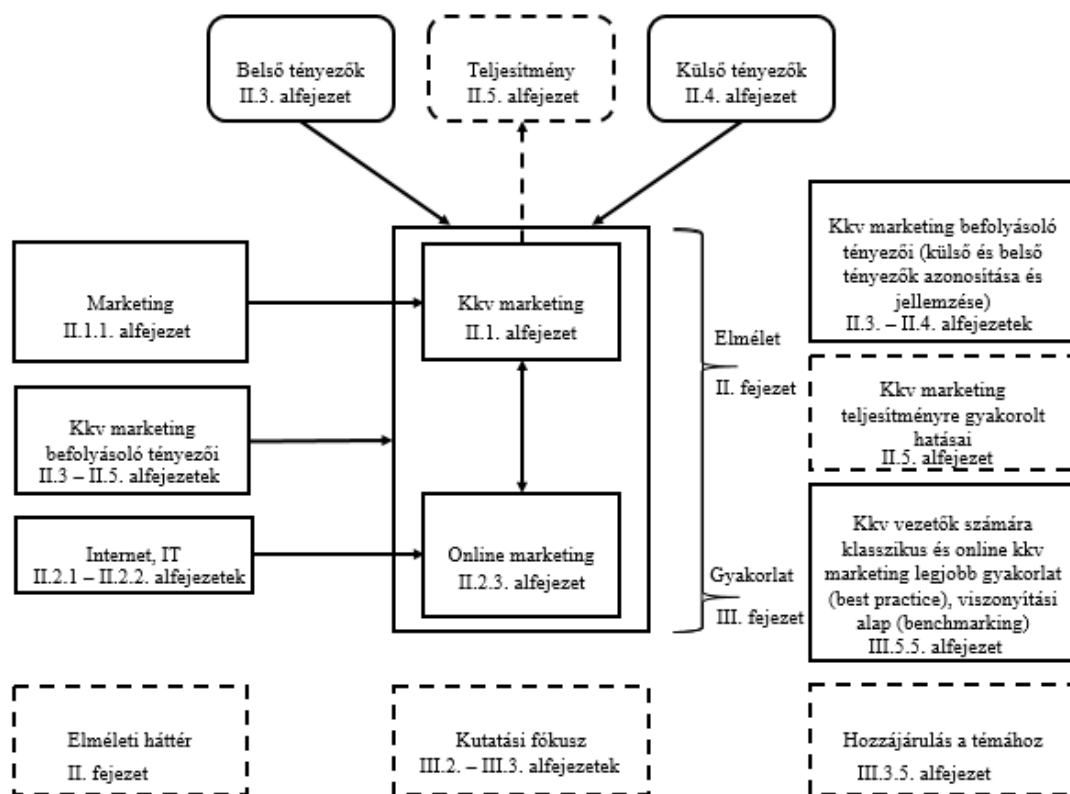 Belső tényezők
II.3. alfejezet
Teljesítmény
II.5. alfejezet
Külső tényezők
II.4. alfejezet
Marketing
II.1.1. alfejezet
Kkv marketing
befolyásoló tényezői
II.3 – II.5. alfejezetek
Internet, IT
II.2.1 – II.2.2. alfejezetek
Kkv marketing
II.1. alfejezet
Online marketing
II.2.3. alfejezet
Elmélet
II. fejezet
Gyakorlat
III. fejezet
Kkv marketing befolyásoló
tényezői (külső és belső
tényezők azonosítása és
jellemzése)
II.3. – II.4. alfejezetek
Kkv marketing
teljesítményre gyakorolt
hatásai
II.5. alfejezet
Kkv vezetők számára
klasszikus és online kkv
marketing legjobb gyakorlat
(best practice), viszonyítási
alap (benchmarking)
III.5.5. alfejezet
Elméleti háttér
II. fejezet
Kutatási fókusz
III.2. – III.3. alfejezetek
Hozzájárulás a témához
III.3.5. alfejezet